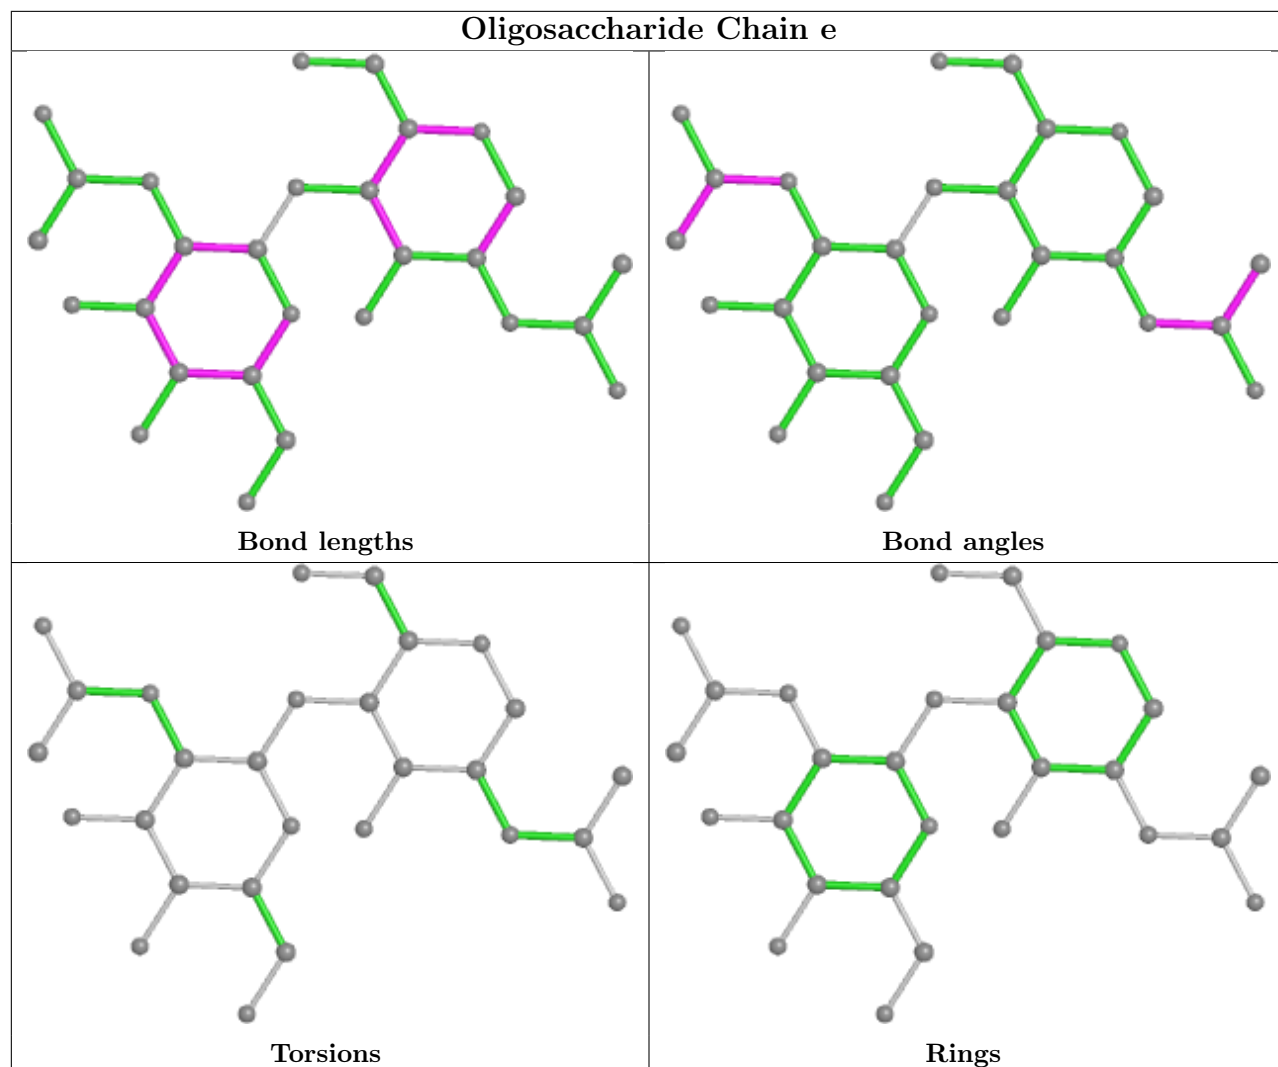 Oligosaccharide Chain e
Bond lengths
Bond angles
Torsions
Rings